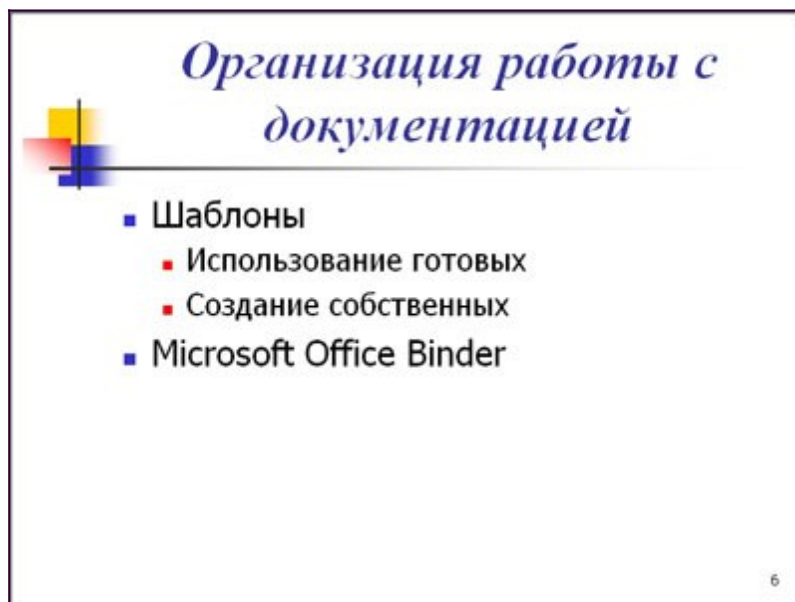 Организация работы с
документацией
Шаблоны
Использование готовых
Создание собственных
Microsoft Office Binder
6